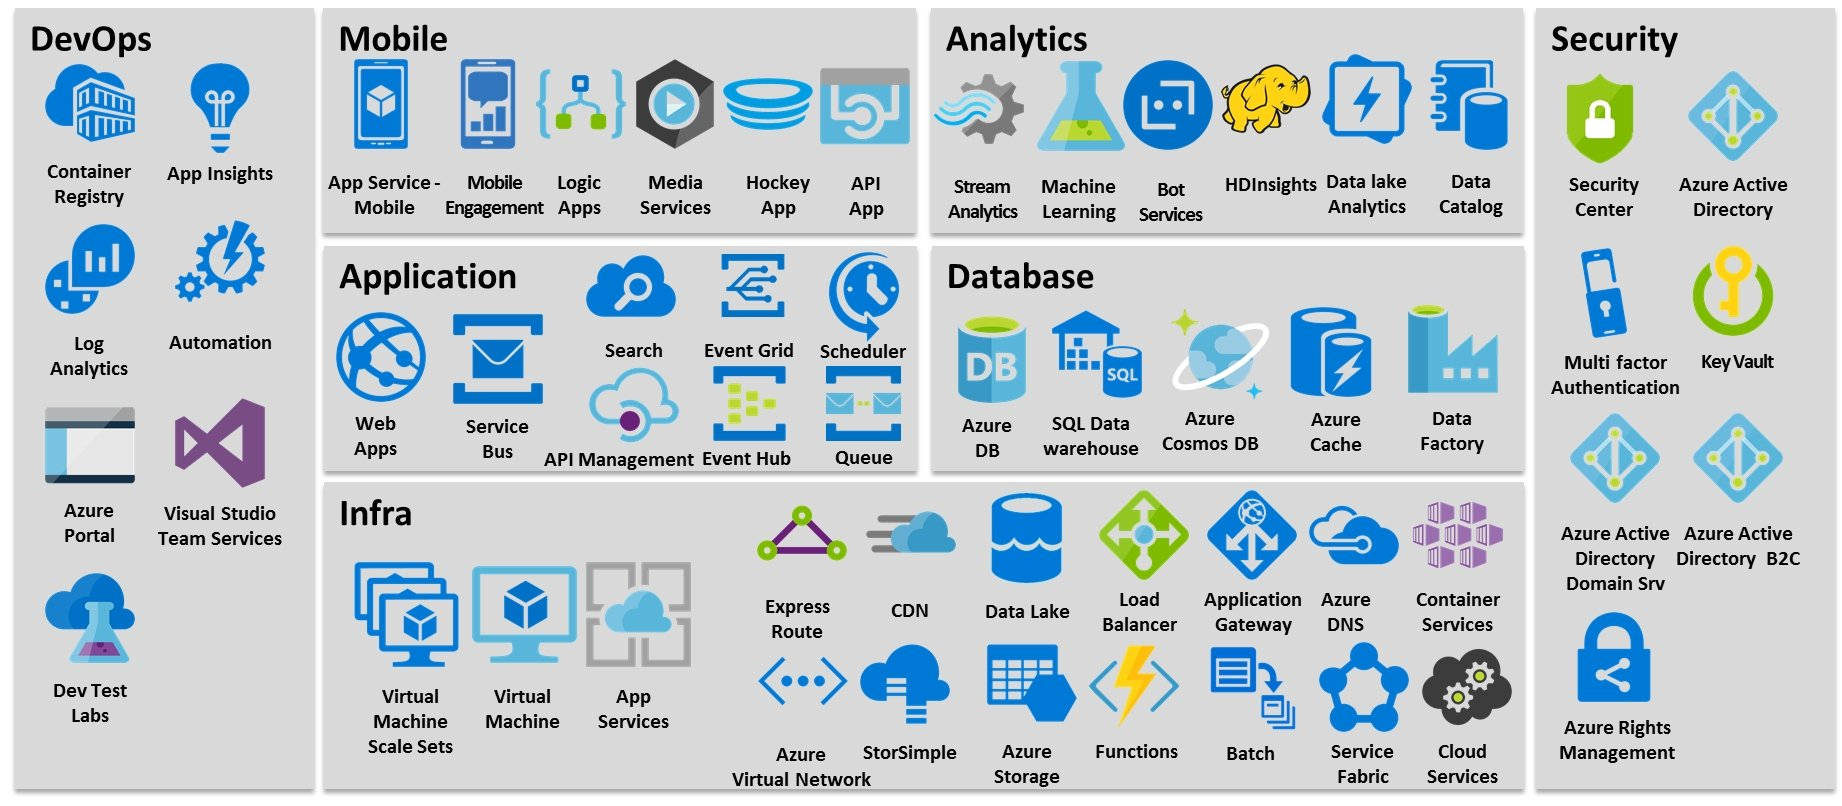 DevOps
Container
Registry
App Insights
Log
Analytics
Automation
Azure
Portal
Visual Studio
Team Services
Dev Test
Labs
Mobile
App Service -
Mobile
Mobile
Engagement
Logic
Apps
Media
Services
Hockey
App
API
App
Analytics
Stream
Analytics
Machine
Learning
Bot
Services
HDInsights
Data lake
Analytics
Data
Catalog
Application
Web
Apps
Service
Bus
Search
Event Grid
Scheduler
API Management
Event Hub
Queue
Database
DB
Azure
DB
SQL
SQL Data
warehouse
Azure
Cosmos DB
Azure
Cache
Data
Factory
Infra
Virtual
Machine
Scale Sets
Virtual
Machine
App
Services
Express
Route
CDN
Data Lake
Load
Balancer
Application
Gateway
Azure
DNS
Container
Services
Azure
Virtual Network
StorSimple
Azure
Storage
Functions
Batch
Service
Fabric
Cloud
Services
Security
Security
Center
Azure Active
Directory
Multi factor
Authentication
Key Vault
Azure Active
Directory
Domain Srv
Azure Active
Directory B2C
Azure Rights
Management